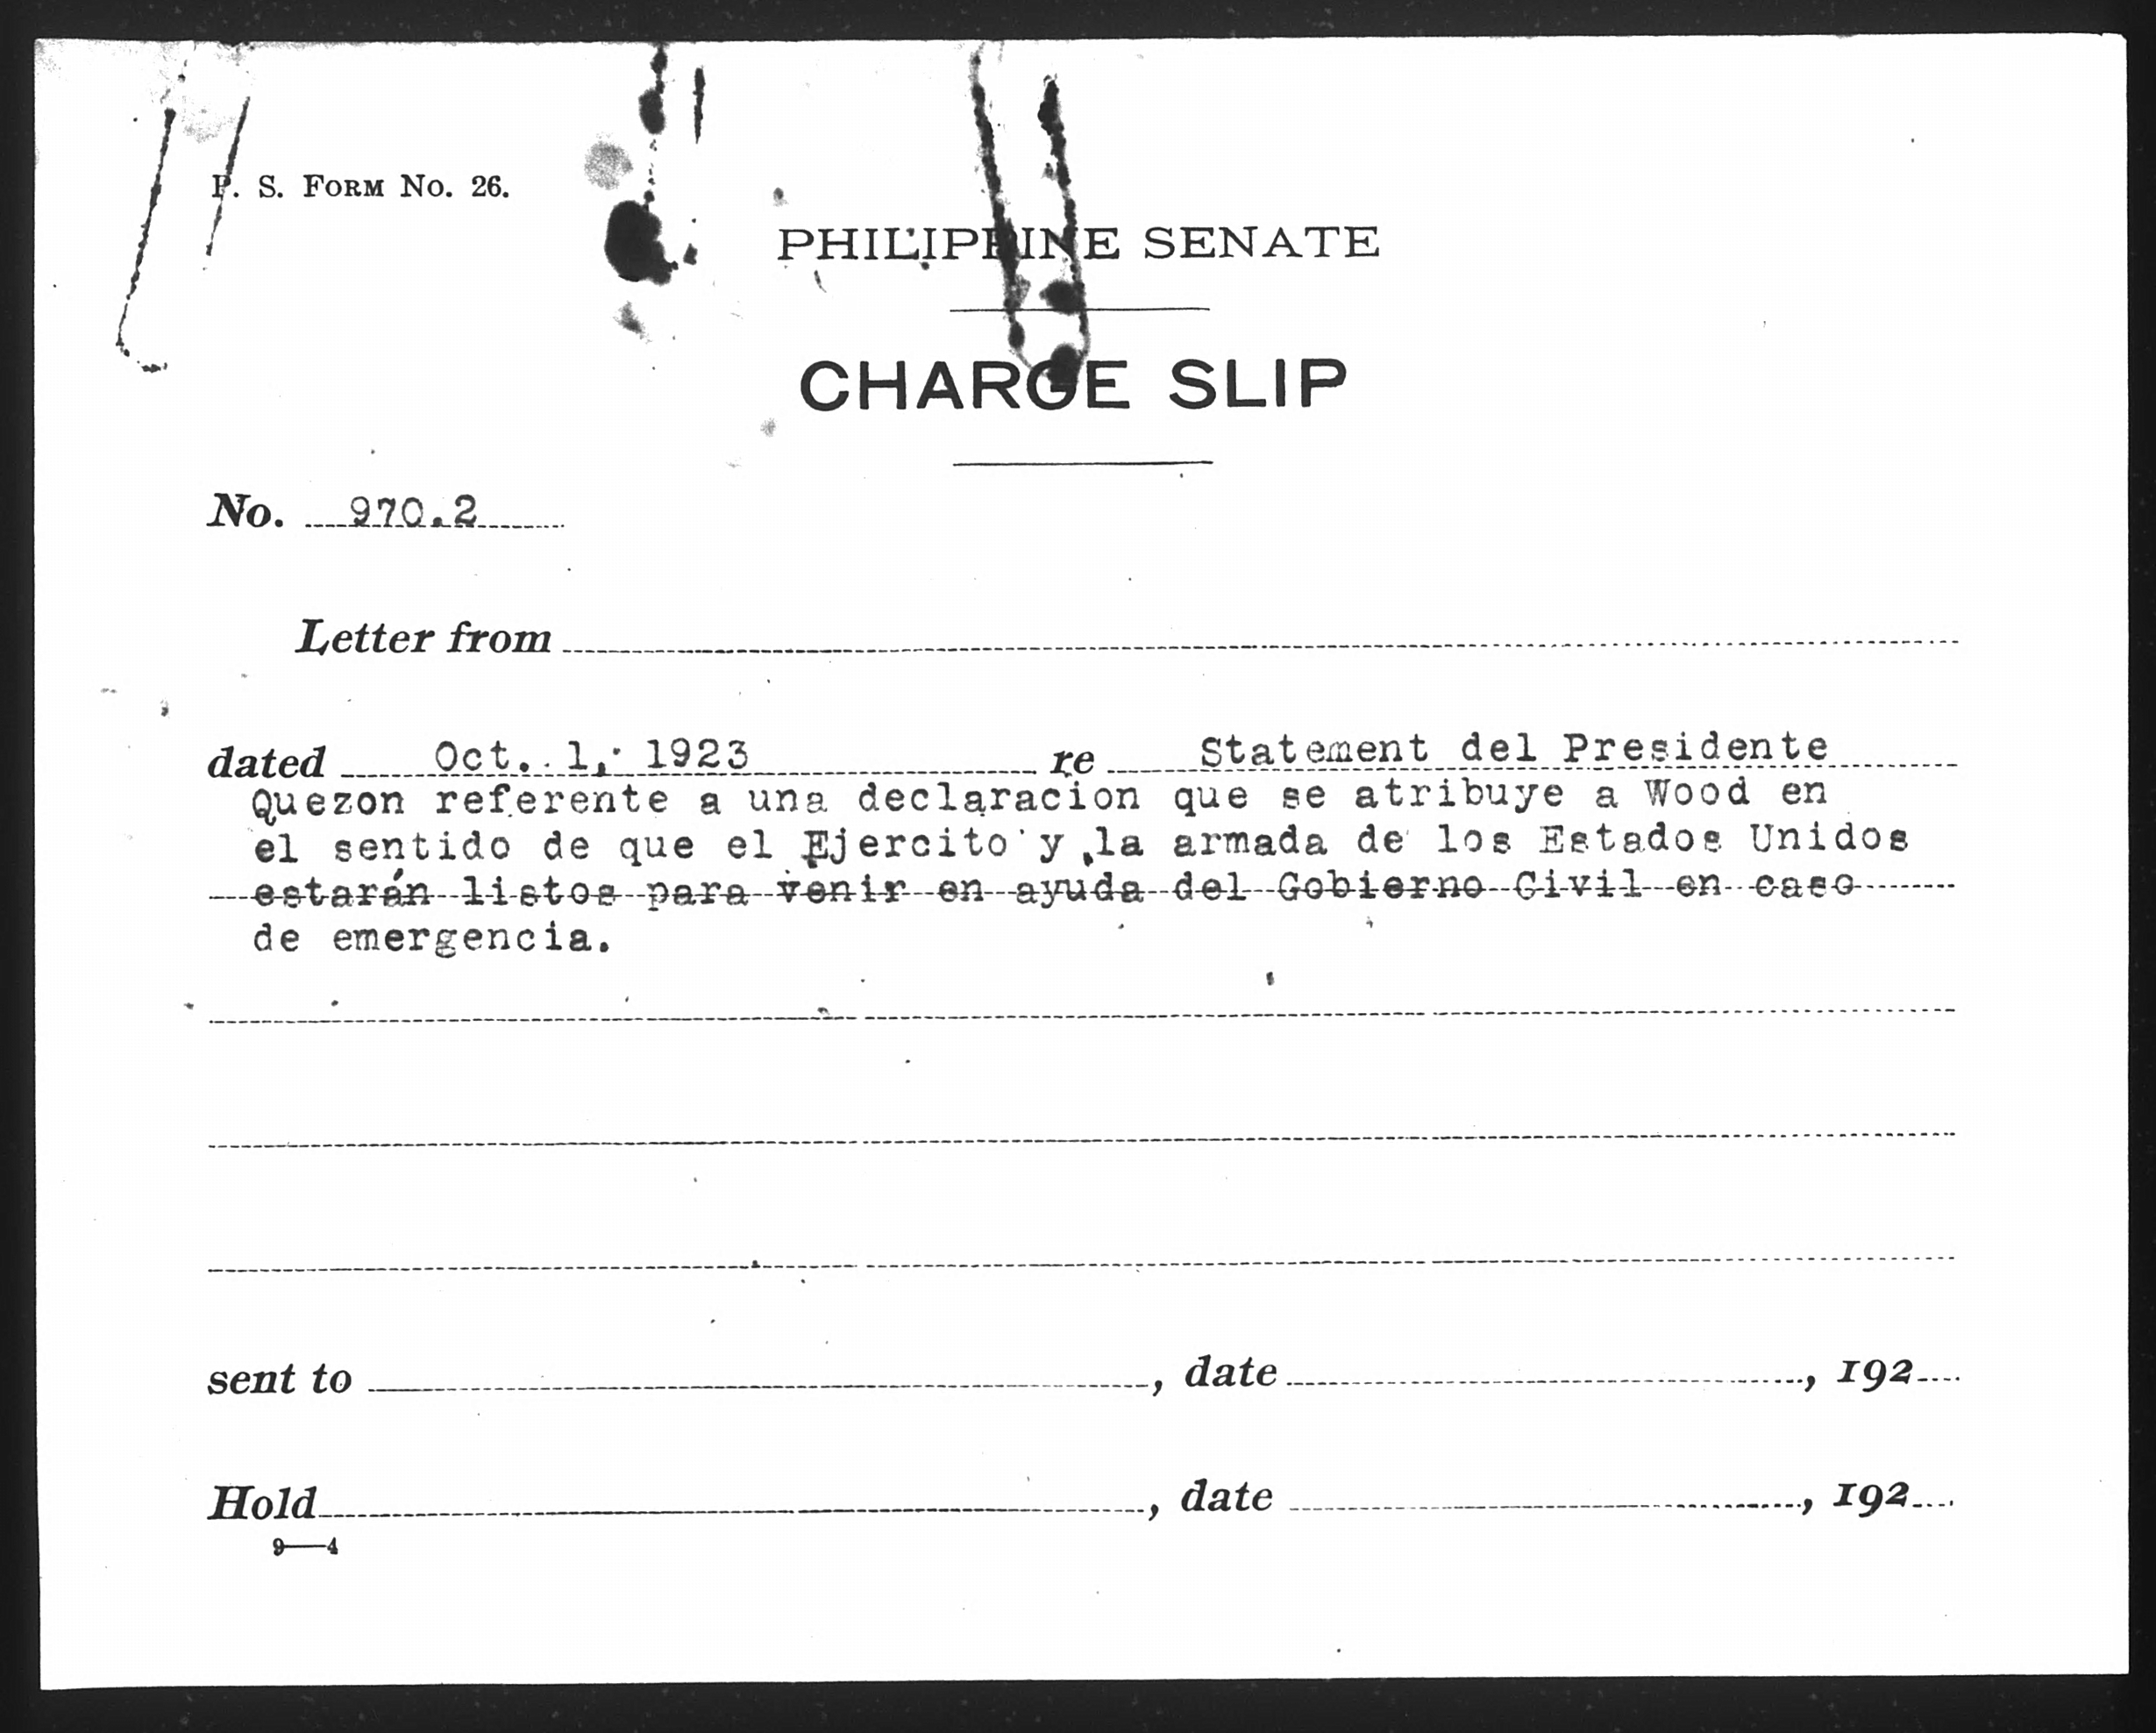 P. S. FORM No. 26.
PHILIPPINE SENATE
CHARGE SLIP
No. 970.2
Letter from
dated Oct. 1, 1923 re Statement del Presidente
Quezon referente a una declaracion que se atribuye a Wood en
el sentido de que el Ejercito y la armada de los Estados Unidos
estarán listos para venir en ayuda del Gobierno Civil en caso
de emergencia.
sent to , date , 192
Hold , date , 192
9—4